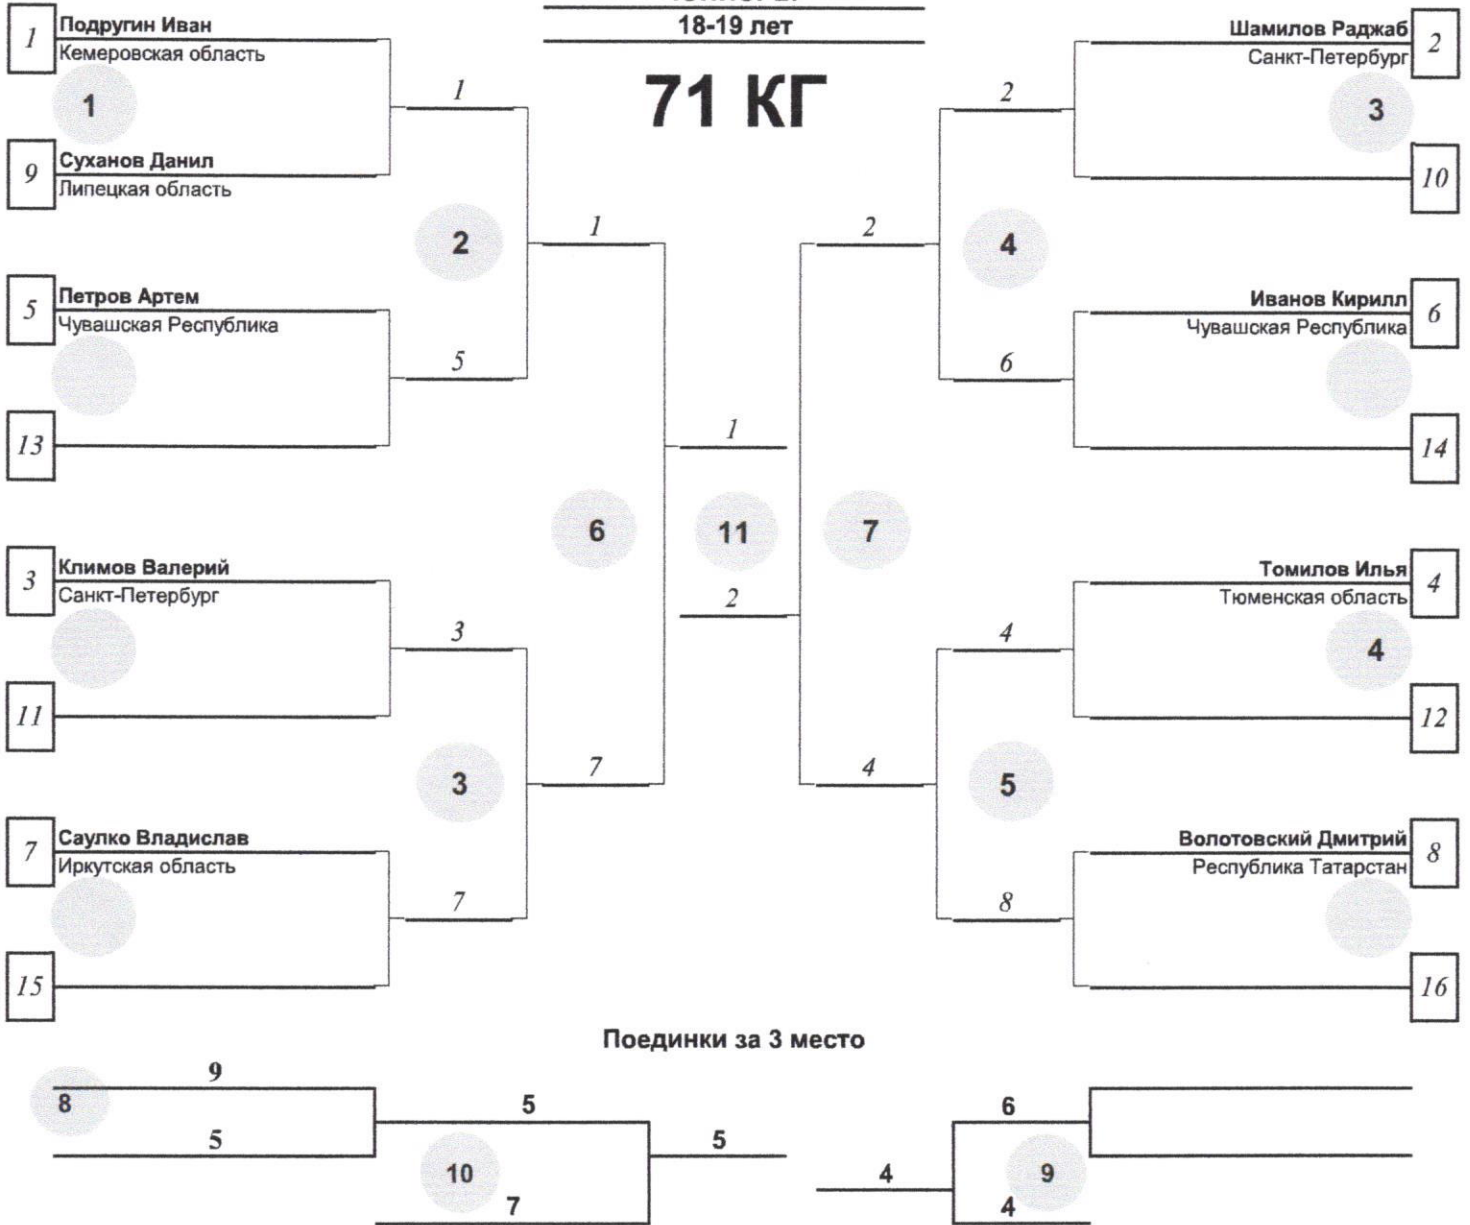 18-19 лет
71 КГ
1
Подругин Иван
Кемеровская область
1
9
Суханов Данил
Липецкая область
1
5
Петров Артем
Чувашская Республика
13
5
2
1
3
Климов Валерий
Санкт-Петербург
11
3
7
Саулко Владислав
Иркутская область
15
7
3
7
6
1
11
2
7
2
4
Шамилов Раджаб
2
Санкт-Петербург
3
10
2
4
Иванов Кирилл
6
Чувашская Республика
14
6
Томилов Илья
4
Тюменская область
4
12
4
5
Волотовский Дмитрий
8
Республика Татарстан
16
8
Поединки за 3 место
9
8
5
5
10
7
5
6
9
4
4